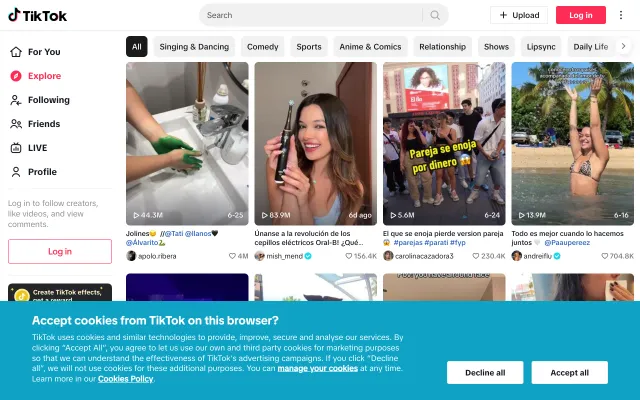 TikTok
Search
+ Upload
Log in
For You
Explore
Following
Friends
LIVE
Profile
Log in to follow creators, like videos, and view comments.
Log in
Create TikTok effects, get a reward
All
Singing & Dancing
Comedy
Sports
Anime & Comics
Relationship
Shows
Lipsync
Daily Life
44.3M
6-25
Jolines😏 //@Tati @llanos🖤 @Álvarito🐍
apolo.ribera
4M
83.9M
6d ago
Únanse a la revolución de los cepillos eléctricos Oral-B! ¿Qué...
mish_mend
156.4K
Pareja se enoja por dinero 😱
5.6M
6-24
El que se enoja pierde version pareja 😱 #parejas #parati #fyp
carolinacazadora3
230.4K
13.9M
6-16
Todo es mejor cuando lo hacemos juntos 🤍 @Paaupereez
andreiflu
704.8K
Accept cookies from TikTok on this browser?
TikTok uses cookies and similar technologies to provide, improve, secure and analyse our services. By
clicking "Accept All", you agree to let us use our own and third party cookies for marketing purposes
so that we can understand the effectiveness of TikTok's advertising campaigns. If you click "Decline
all", we will not use cookies for these additional purposes. You can manage your cookies at any time.
Learn more in our Cookies Policy.
Decline all
Accept all